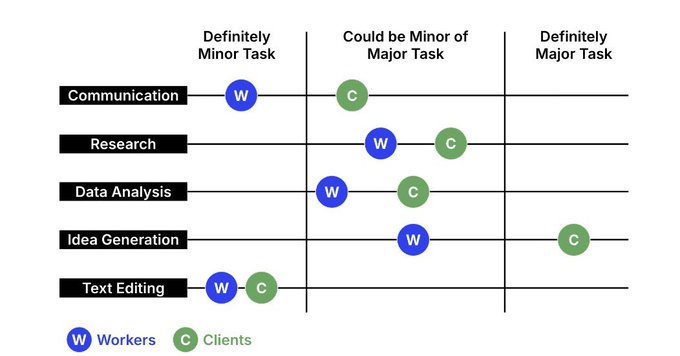 Definitely
Minor Task
Could be Minor of
Major Task
Definitely
Major Task
Communication
W
C
Research
W
C
Data Analysis
W
C
Idea Generation
W
C
Text Editing
W
C
W Workers
C Clients